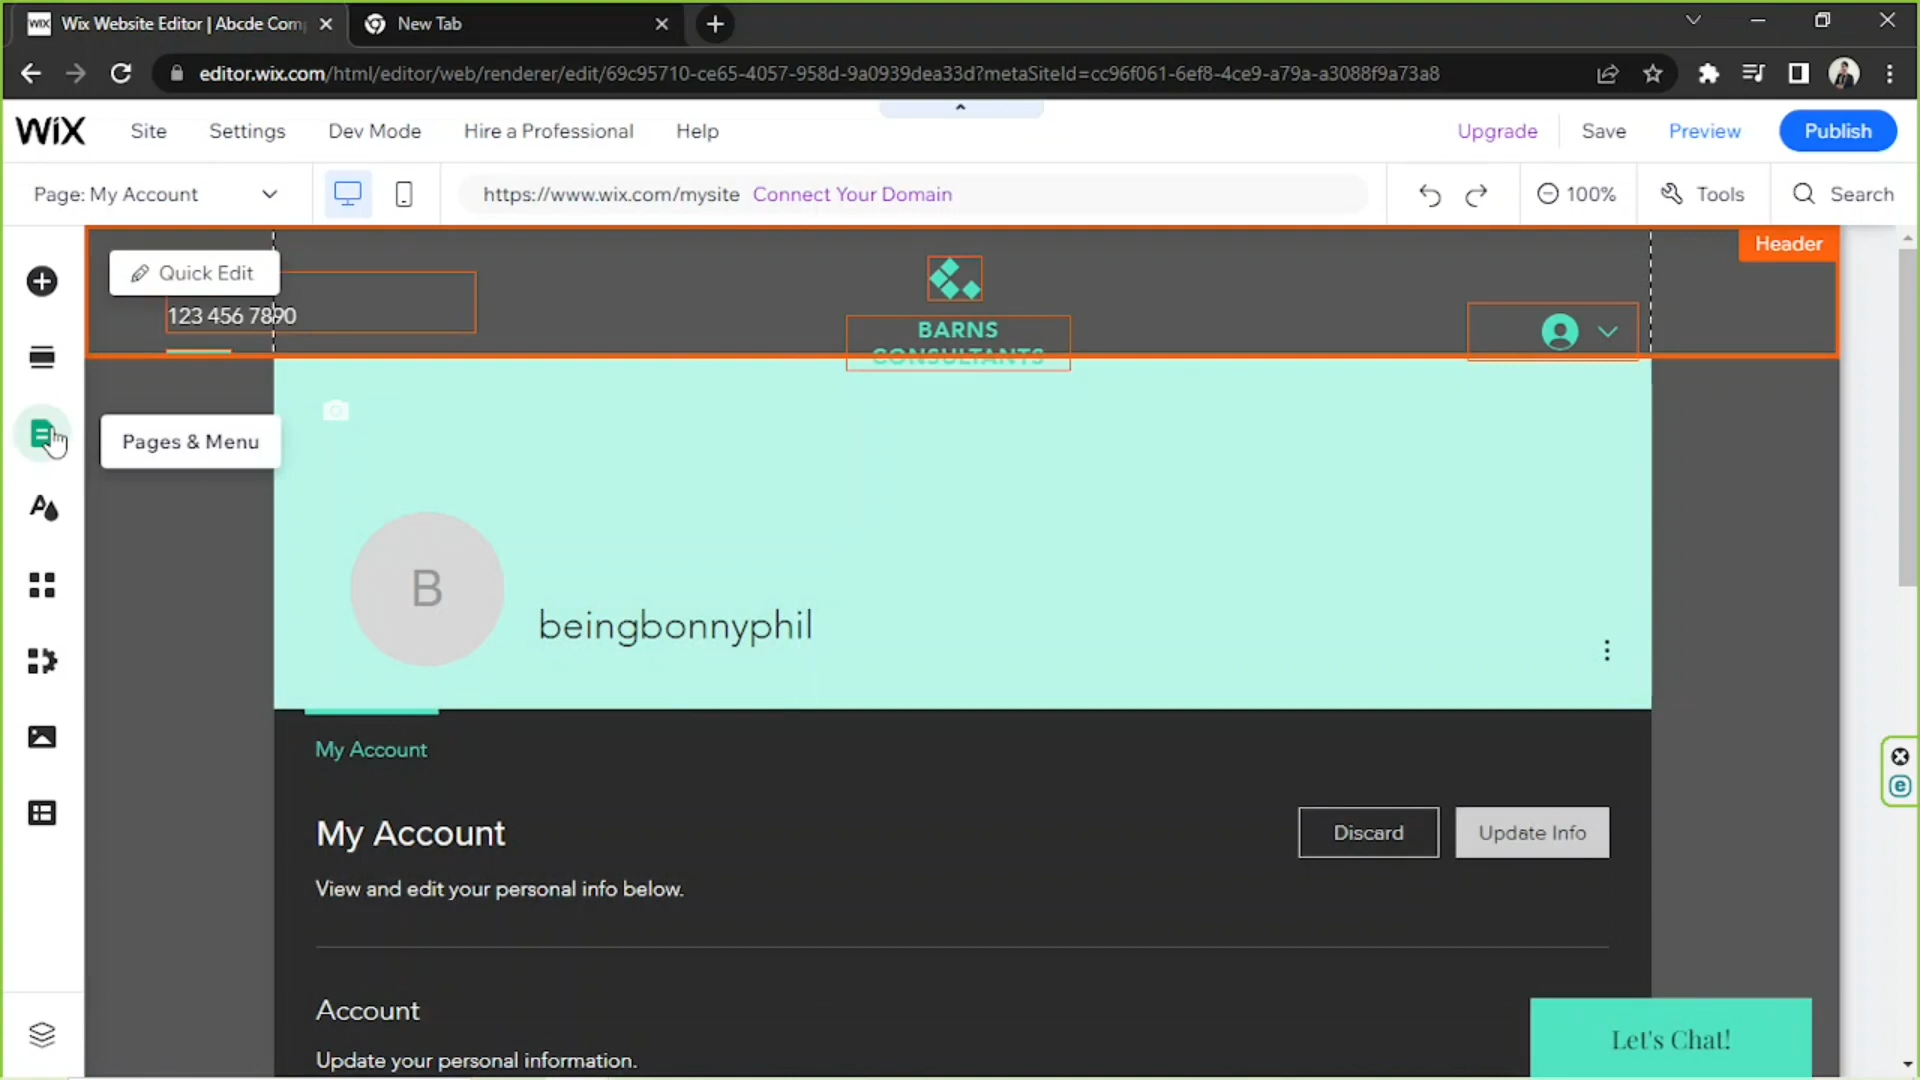 WiX Wix Website Editor | Abcde Com
New Tab
editor.wix.com/html/editor/web/renderer/edit/69c95710-ce65-4057-958d-9a0939dea33d?metaSiteId=cc96f061-6ef8-4ce9-a79a-a3088f9a73a8
WiX Site Settings Dev Mode Hire a Professional Help Upgrade Save Preview Publish
Page: My Account https://www.wix.com/mysite Connect Your Domain 100% Tools Search
Header
Quick Edit
123 456 7890
BARNS
CONSULTANTS
Pages & Menu
B
beingbonnyphil
My Account
My Account
Discard Update Info
View and edit your personal info below.
Account
Update your personal information.
Let's Chat!